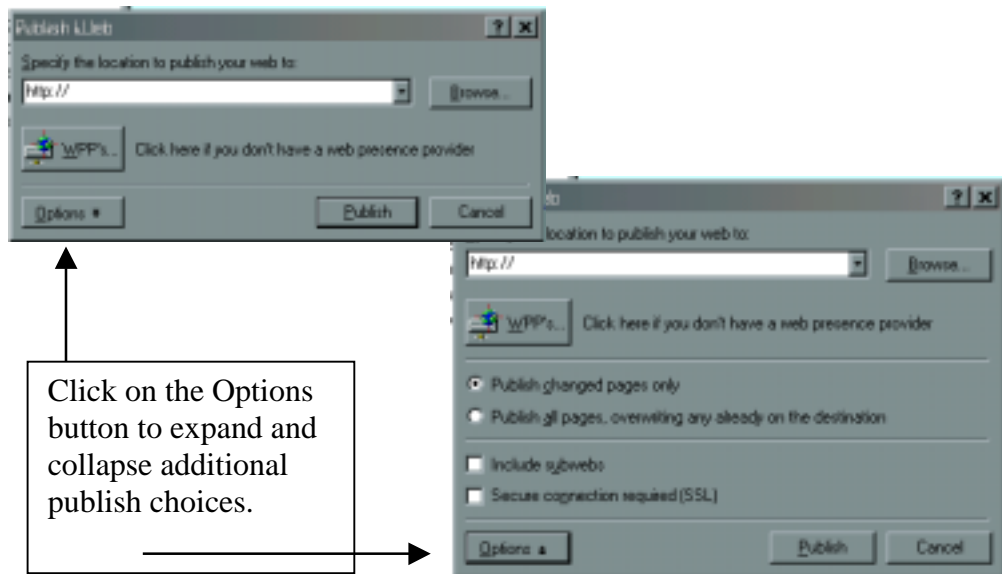 Publish Web
Specify the location to publish your web to:
http://
Browse...
WPP's...
Click here if you don't have a web presence provider
Options
Publish
Cancel
location to publish your web to:
http://
Browse...
WPP's...
Click here if you don't have a web presence provider
Publish changed pages only
Publish all pages, overwriting any already on the destination
Include subwebs
Secure connection required (SSL)
Options
Publish
Cancel
Click on the Options
button to expand and
collapse additional
publish choices.